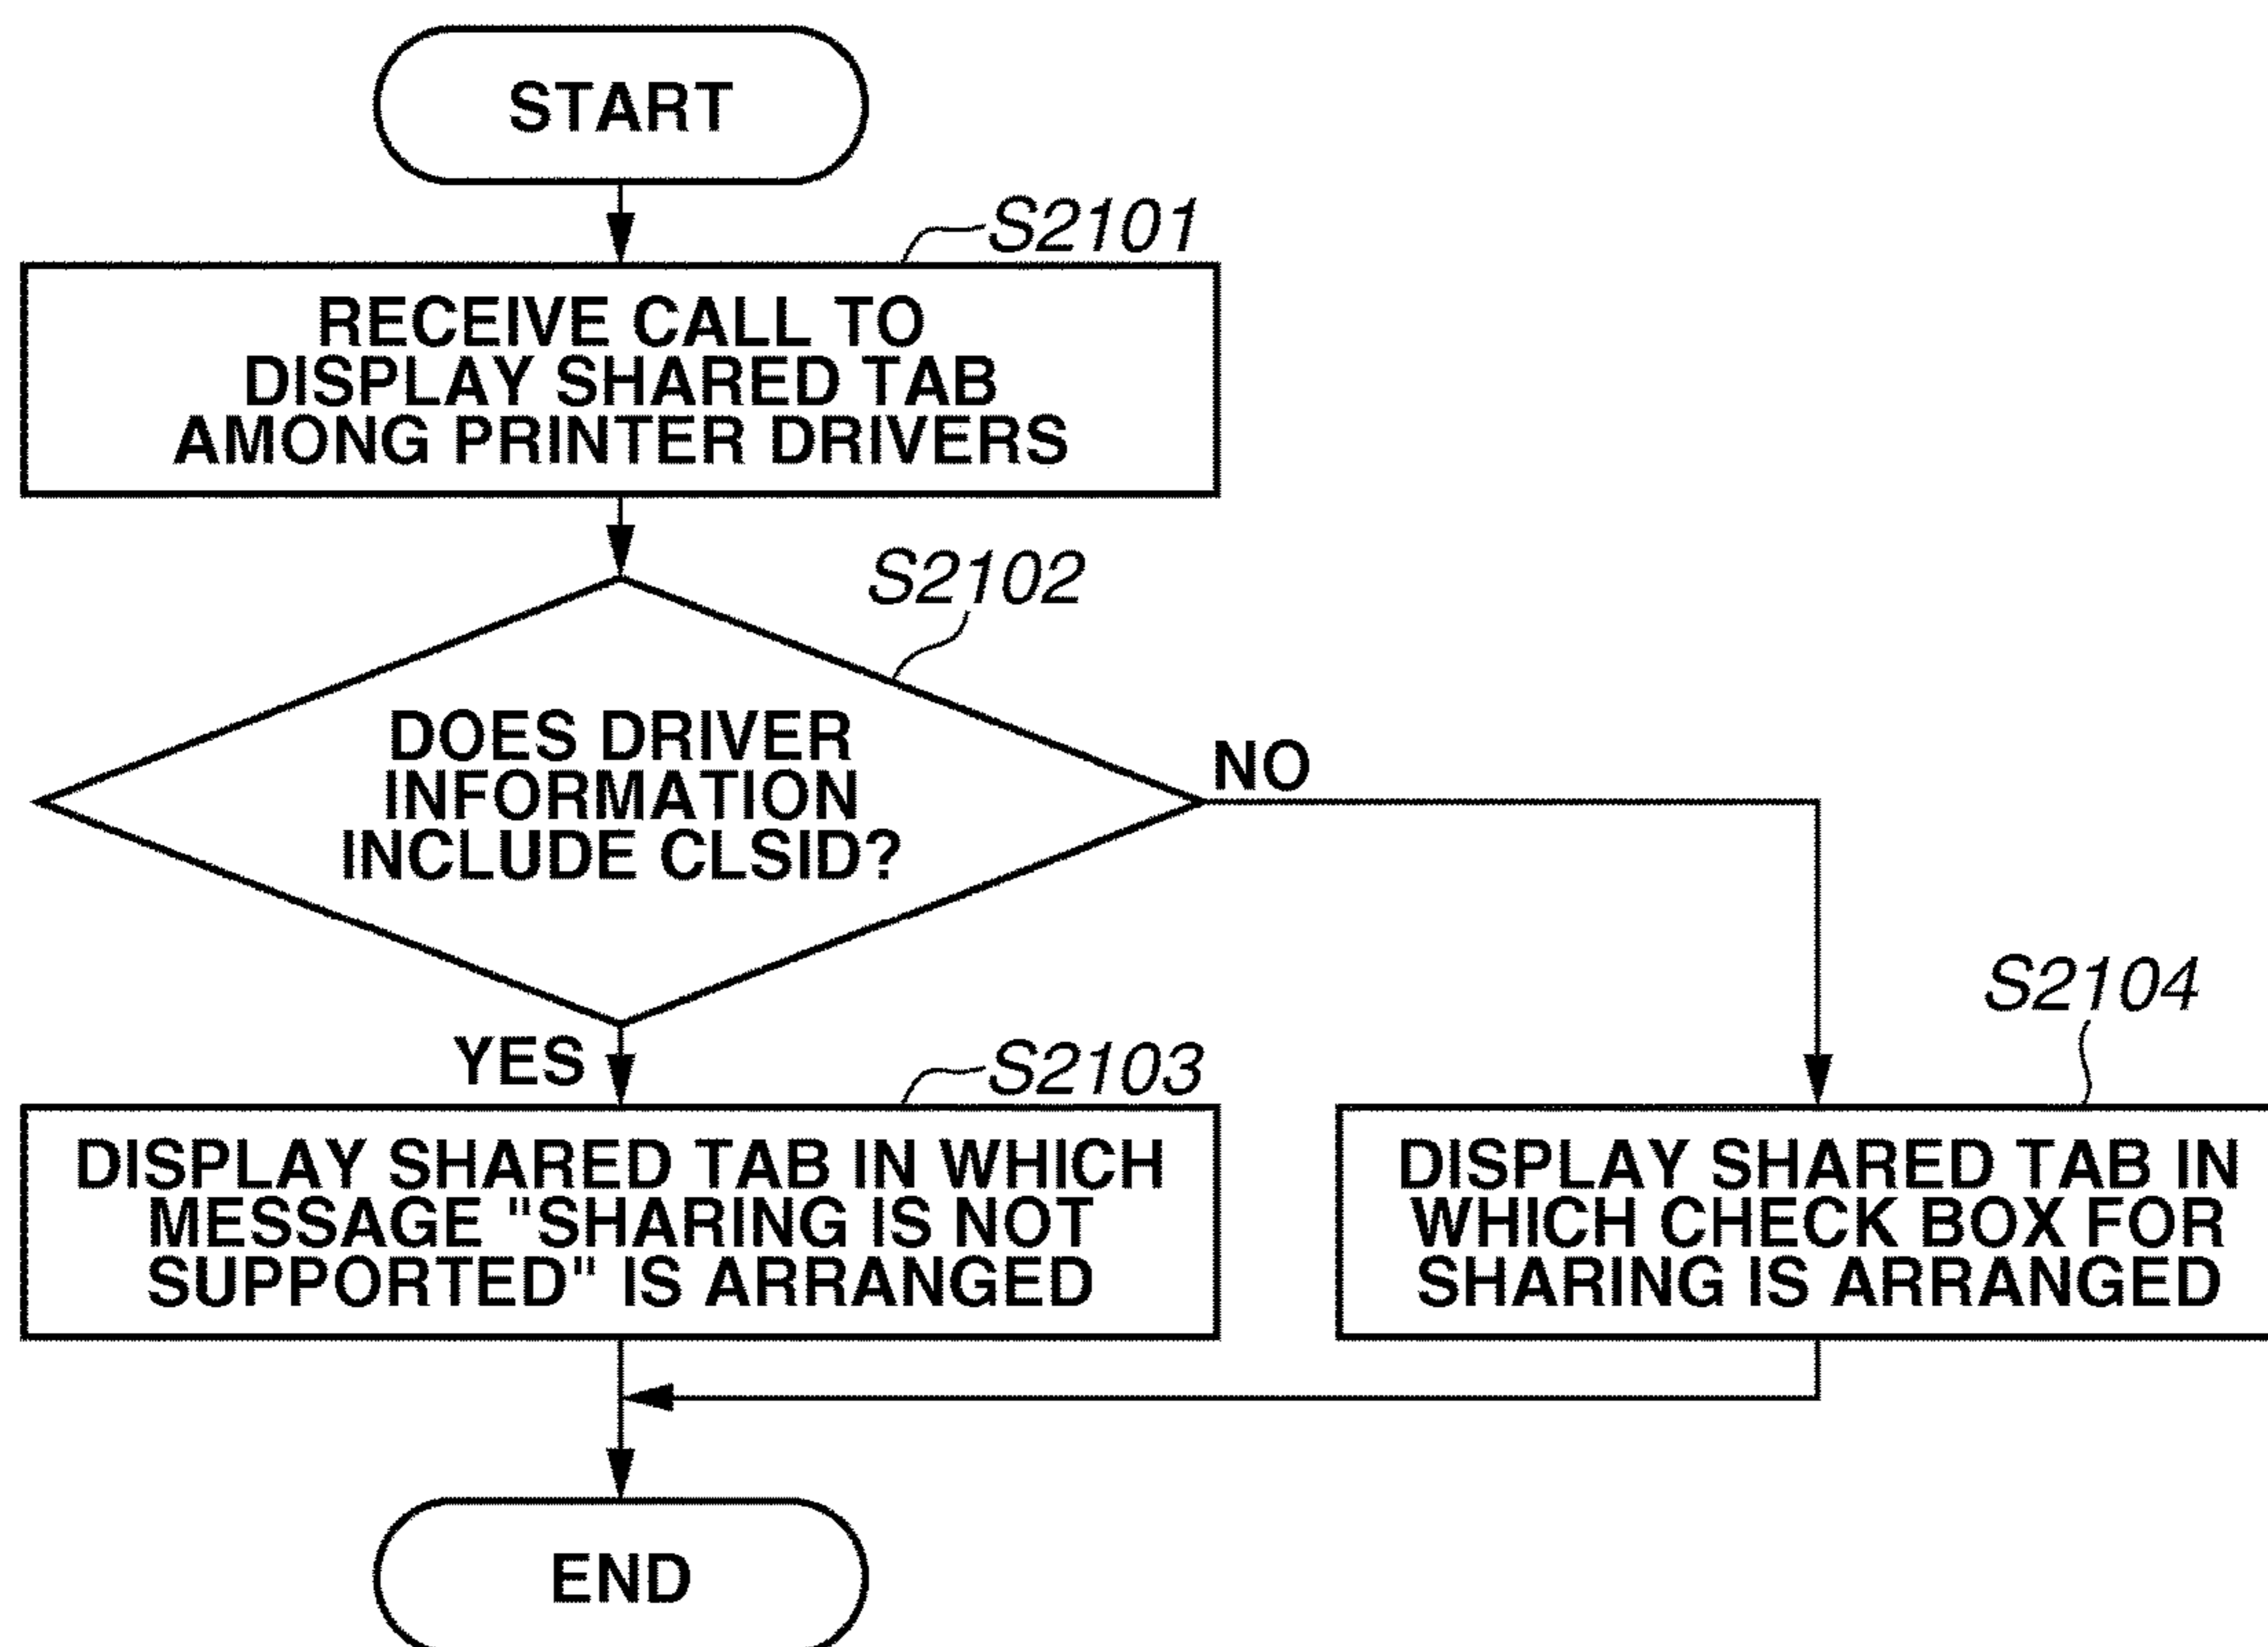 START
S2101
RECEIVE CALL TO
DISPLAY SHARED TAB
AMONG PRINTER DRIVERS
S2102
DOES DRIVER
INFORMATION
INCLUDE CLSID?
NO
YES
S2103
DISPLAY SHARED TAB IN WHICH
MESSAGE "SHARING IS NOT
SUPPORTED" IS ARRANGED
S2104
DISPLAY SHARED TAB IN
WHICH CHECK BOX FOR
SHARING IS ARRANGED
END